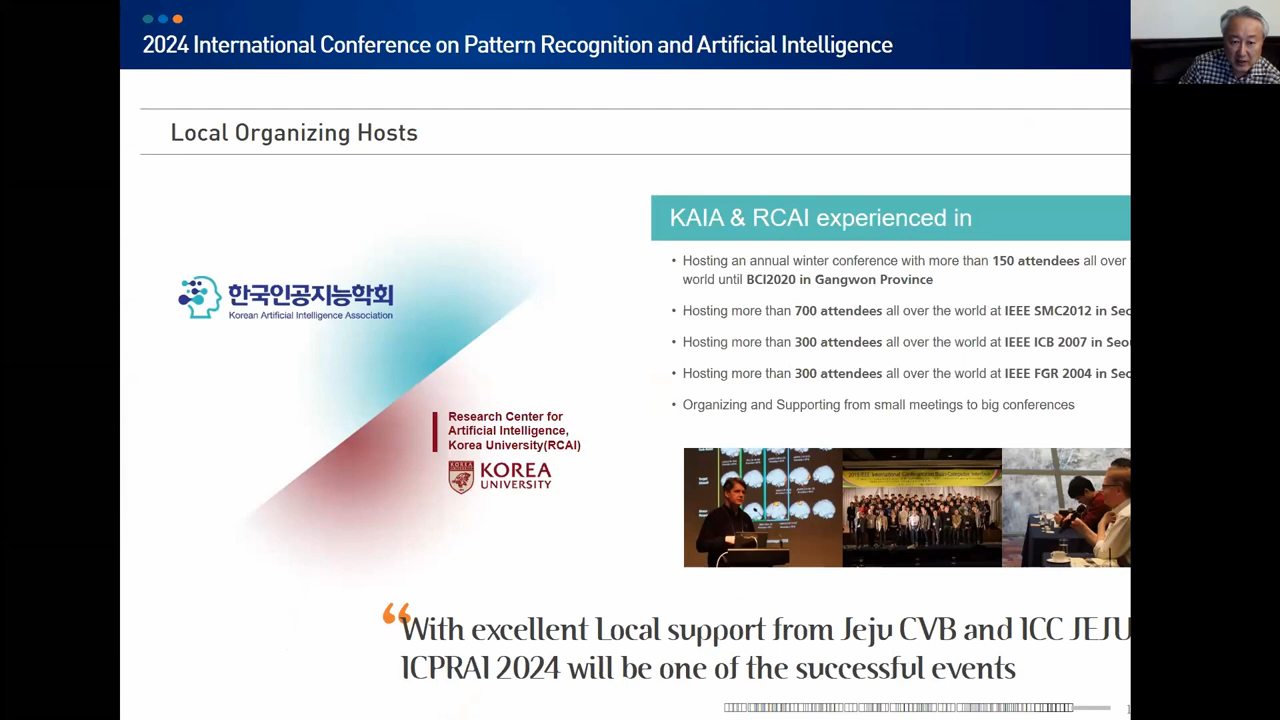 2024 International Conference on Pattern Recognition and Artificial Intelligence
Local Organizing Hosts
한국인공지능학회
Korean Artificial Intelligence Association
Research Center for
Artificial Intelligence,
Korea University(RCAI)
KOREA
UNIVERSITY
KAIA & RCAI experienced in
• Hosting an annual winter conference with more than 150 attendees all over
world until BCI2020 in Gangwon Province
• Hosting more than 700 attendees all over the world at IEEE SMC2012 in
• Hosting more than 300 attendees all over the world at IEEE ICB 2007 in
• Hosting more than 300 attendees all over the world at IEEE FGR 2004 in
• Organizing and Supporting from small meetings to big conferences
“With excellent Local support from Jeju CVB and ICC JEJU
ICPRAI 2024 will be one of the successful events